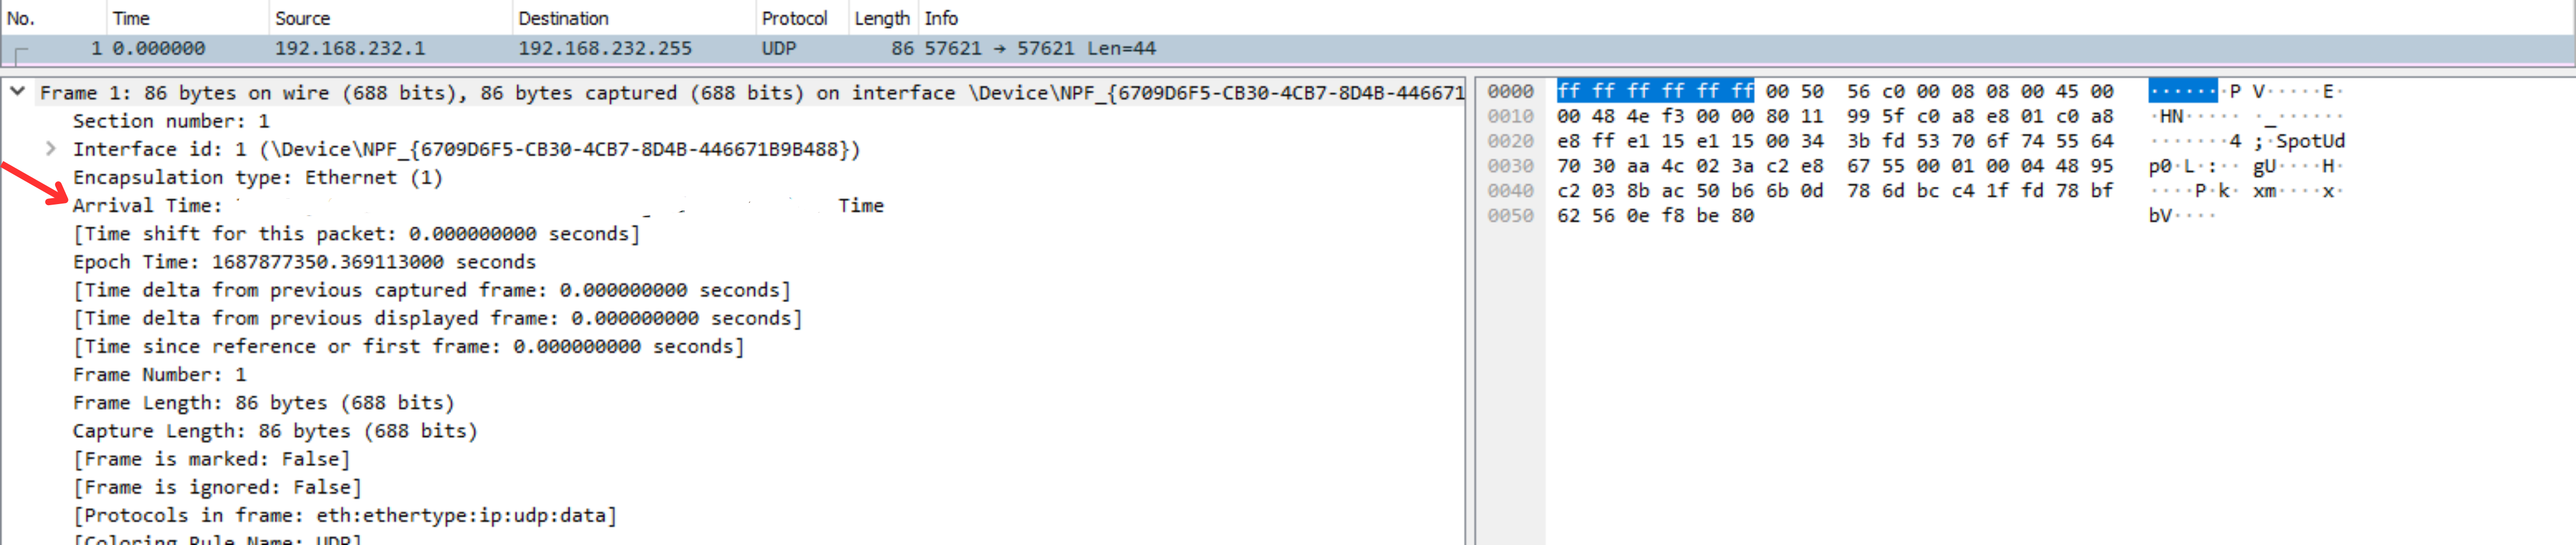 No. Time Source Destination Protocol Length Info
1 0.000000 192.168.232.1 192.168.232.255 UDP 86 57621 → 57621 Len=44
Frame 1: 86 bytes on wire (688 bits), 86 bytes captured (688 bits) on interface \Device\NPF_{6709D6F5-CB30-4CB7-8D4B-446671
Section number: 1
Interface id: 1 (\Device\NPF_{6709D6F5-CB30-4CB7-8D4B-446671B9B488})
Encapsulation type: Ethernet (1)
Arrival Time: Time
[Time shift for this packet: 0.000000000 seconds]
Epoch Time: 1687877350.369113000 seconds
[Time delta from previous captured frame: 0.000000000 seconds]
[Time delta from previous displayed frame: 0.000000000 seconds]
[Time since reference or first frame: 0.000000000 seconds]
Frame Number: 1
Frame Length: 86 bytes (688 bits)
Capture Length: 86 bytes (688 bits)
[Frame is marked: False]
[Frame is ignored: False]
[Protocols in frame: eth:ethertype:ip:udp:data]
[Coloring Rule Name: UDP]
0000 ff ff ff ff ff ff 00 50 56 c0 00 08 08 00 45 00 ·······P V·····E·
0010 00 48 4e f3 00 00 80 11 99 5f c0 a8 e8 01 c0 a8 ·HN····· ·_······
0020 e8 ff e1 15 e1 15 00 34 3b fd 53 70 6f 74 55 64 ·······4 ;·SpotUd
0030 70 30 aa 4c 02 3a c2 e8 67 55 00 01 00 04 48 95 p0·L·:·· gU····H·
0040 c2 03 8b ac 50 b6 6b 0d 78 6d bc c4 1f fd 78 bf ····P·k· xm····x·
0050 62 56 0e f8 be 80 bV····